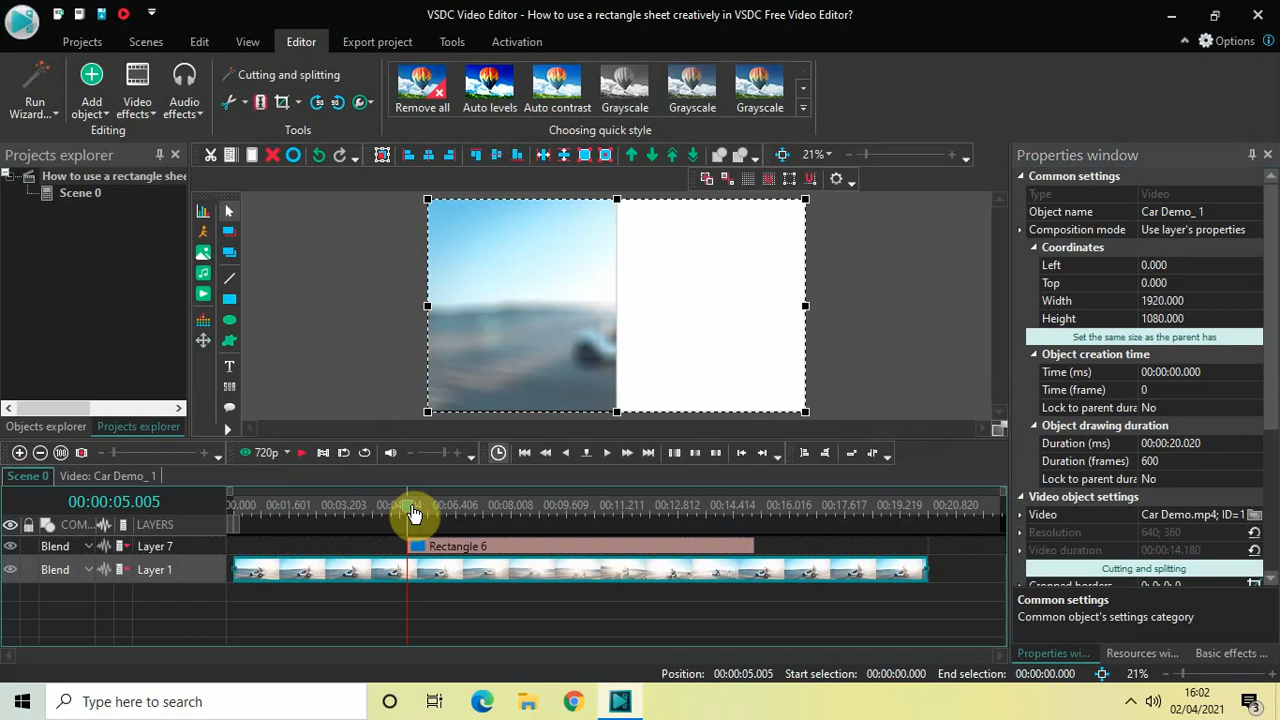 VSDC Video Editor - How to use a rectangle sheet creatively in VSDC Free Video Editor?
Projects Scenes Edit View Editor Export project Tools Activation Options
Run Wizard... Add object Video effects Audio effects Cutting and splitting
Editing Tools
Remove all Auto levels Auto contrast Grayscale Grayscale Grayscale
Choosing quick style
Projects explorer
How to use a rectangle shee
Scene 0
Objects explorer Projects explorer
21%
T
Properties window
Common settings
Type Video
Object name Car Demo_ 1
Composition mode Use layer's properties
Coordinates
Left 0.000
Top 0.000
Width 1920.000
Height 1080.000
Set the same size as the parent has
Object creation time
Time (ms) 00:00:00.000
Time (frame) 0
Lock to parent dura No
Object drawing duration
Duration (ms) 00:00:20.020
Duration (frames) 600
Lock to parent dura No
Video object settings
Video Car Demo.mp4; ID=1
Resolution 640; 360
Video duration 00:00:14.180
Cutting and splitting
Cropped borders 0; 0; 0; 0
Common settings
Common object's settings category
Properties wi... Resources wi... Basic effects ...
720p
Scene 0 Video: Car Demo_ 1
00:00:05.005
0.000 00:01.601 00:03.203 00:06.406 00:08.008 00:09.609 00:11.211 00:12.812 00:14.414 00:16.016 00:17.617 00:19.219 00:20.820
COM... LAYERS
Blend Layer 7 Rectangle 6
Blend Layer 1
Position: 00:00:05.005 Start selection: 00:00:00.000 End selection: 00:00:00.000 21%
Type here to search
16:02
02/04/2021
3